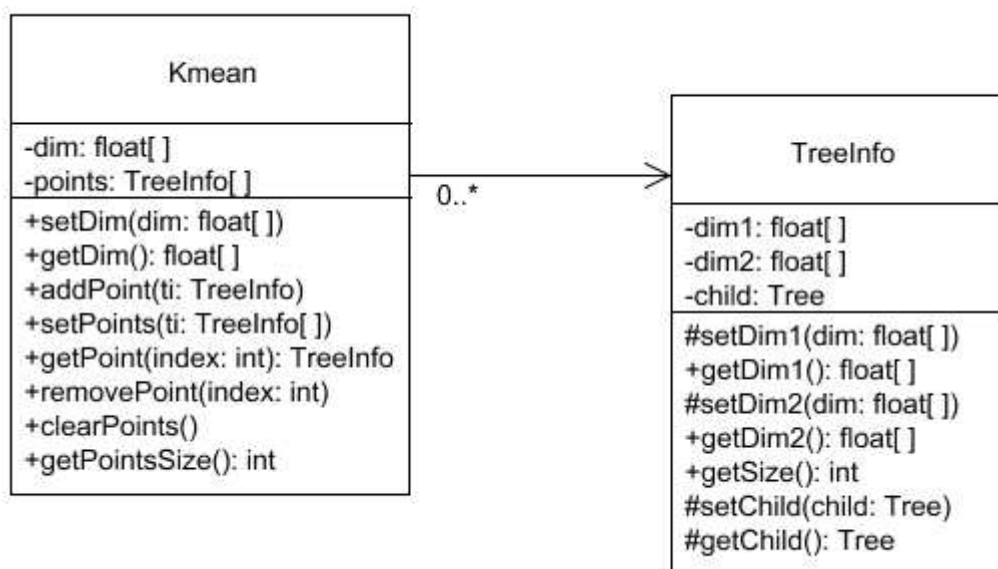 Kmean
-dim: float[ ]
-points: TreeInfo[ ]
+setDim(dim: float[ ])
+getDim(): float[ ]
+addPoint(ti: TreeInfo)
+setPoints(ti: TreeInfo[ ])
+getPoint(index: int): TreeInfo
+removePoint(index: int)
+clearPoints()
+getPointsSize(): int
0..*
TreeInfo
-dim1: float[ ]
-dim2: float[ ]
-child: Tree
#setDim1(dim: float[ ])
+getDim1(): float[ ]
#setDim2(dim: float[ ])
+getDim2(): float[ ]
+getSize(): int
#setChild(child: Tree)
#getChild(): Tree